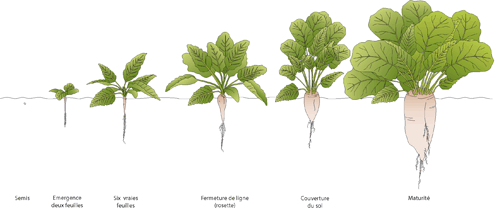 Semis
Emergence
deux feuilles
Six vraies
feuilles
Fermeture de ligne
(rosette)
Couverture
du sol
Maturité